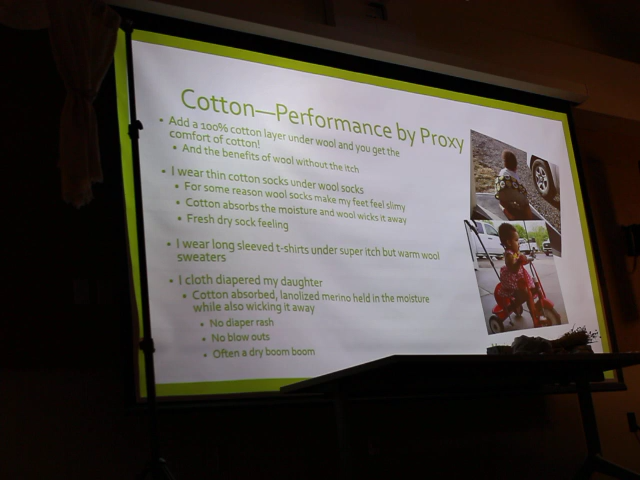 Cotton—Performance by Proxy
• Add a 100% cotton layer under wool and you get the
comfort of cotton!
• And the benefits of wool without the itch
• I wear thin cotton socks under wool socks
• For some reason wool socks make my feet feel slimy
• Cotton absorbs the moisture and wool wicks it away
• Fresh dry sock feeling
• I wear long sleeved t-shirts under super itch but warm wool
sweaters
• I cloth diapered my daughter
• Cotton absorbed, lanolized merino held in the moisture
while also wicking it away
• No diaper rash
• No blow outs
• Often a dry boom boom